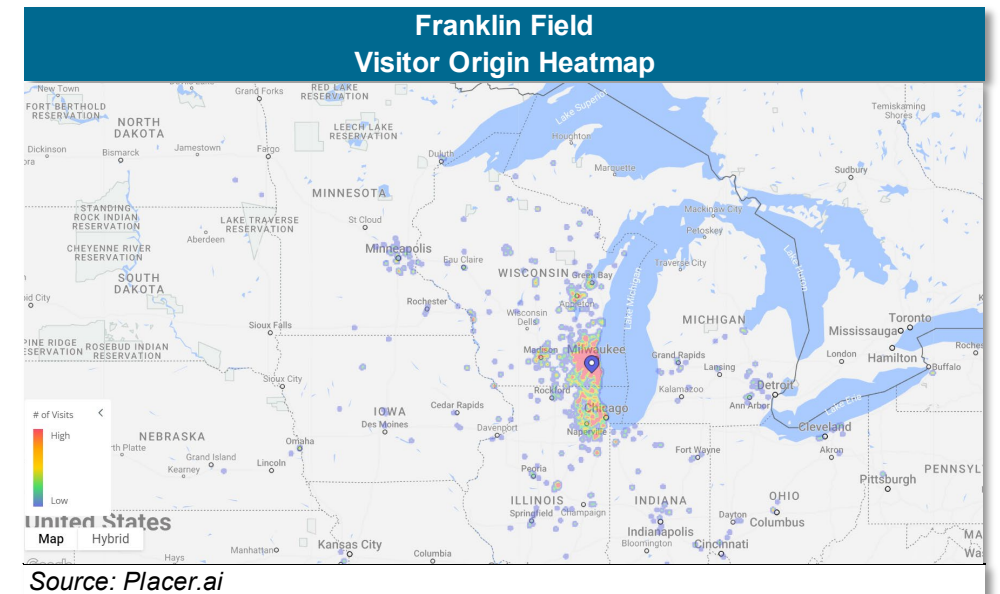 Franklin Field
Visitor Origin Heatmap
New Town
Grand Forks
RED LAKE
RESERVATION
FORT BERTHOLD
RESERVATION
NORTH
DAKOTA
LEECH LAKE
RESERVATION
Dickinson
Bismarck
Jamestown
Fargo
Duluth
Lake Superior
Houghton
Marquette
Temiskaming
Shores
Sudbury
MINNESOTA
STANDING
ROCK INDIAN
RESERVATION
LAKE TRAVERSE
RESERVATION
Aberdeen
St Cloud
Minneapolis
Eau Claire
Mackinaw City
Petoskey
CHEYENNE RIVER
RESERVATION
SOUTH
DAKOTA
WISCONSIN
Green Bay
Traverse City
Lake Huron
Lake Michigan
Appleton
Rochester
Wisconsin
Dells
MICHIGAN
Toronto
Mississauga
Sioux Falls
PINE RIDGE
RESERVATION
ROSEBUD INDIAN
RESERVATION
Madison
Milwaukee
Grand Rapids
Lansing
London
Hamilton
Buffalo
Sioux City
Rockford
Kalamazoo
Detroit
Ann Arbor
Lake Erie
IOWA
Cedar Rapids
Des Moines
Davenport
Chicago
Naperville
Cleveland
Akron
# of Visits
High
Low
NEBRASKA
Omaha
Grand Island
Kearney
Lincoln
Peoria
Fort Wayne
Pittsburgh
ILLINOIS
Springfield
Champaign
INDIANA
OHIO
Dayton
Columbus
United States
Map
Hybrid
Indianapolis
Bloomington
Cincinnati
Hays
Manhattan
Kansas City
Columbia
Source: Placer.ai